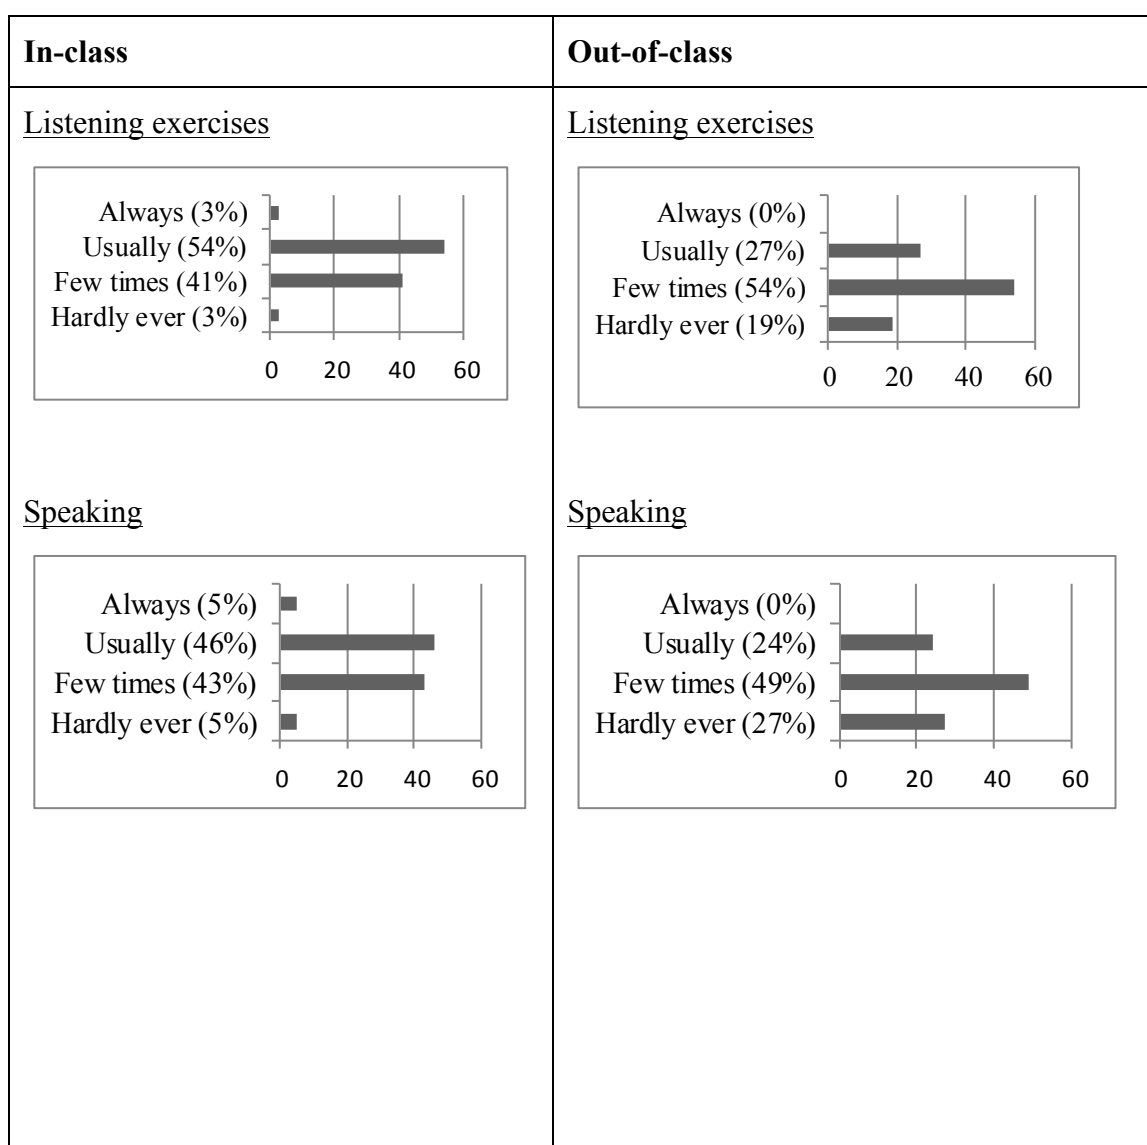 In-class
Out-of-class
Listening exercises
Always (3%)
Usually (54%)
Few times (41%)
Hardly ever (3%)
0 20 40 60
Listening exercises
Always (0%)
Usually (27%)
Few times (54%)
Hardly ever (19%)
0 20 40 60
Speaking
Always (5%)
Usually (46%)
Few times (43%)
Hardly ever (5%)
0 20 40 60
Speaking
Always (0%)
Usually (24%)
Few times (49%)
Hardly ever (27%)
0 20 40 60